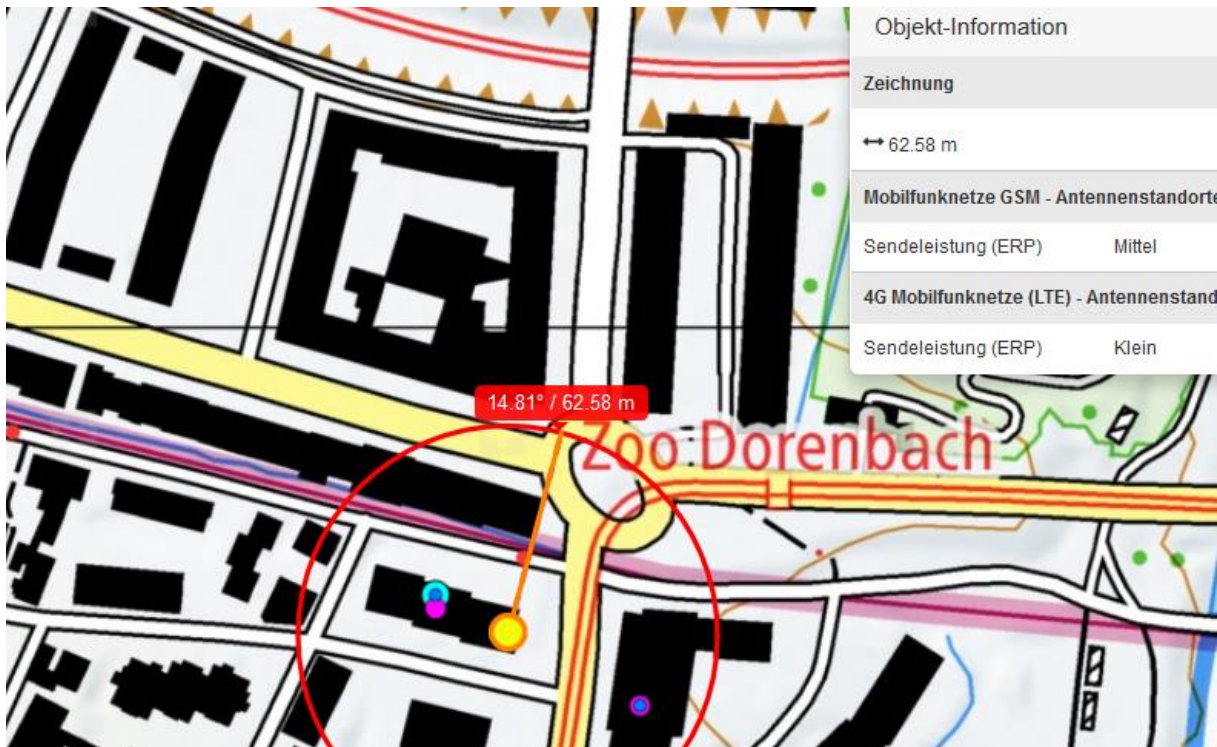 Objekt-Information
Zeichnung
↔ 62.58 m
Mobilfunknetze GSM - Antennenstandorte
Sendeleistung (ERP) Mittel
4G Mobilfunknetze (LTE) - Antennenstand
Sendeleistung (ERP) Klein
14.81° / 62.58 m
Zoo Dorenbach